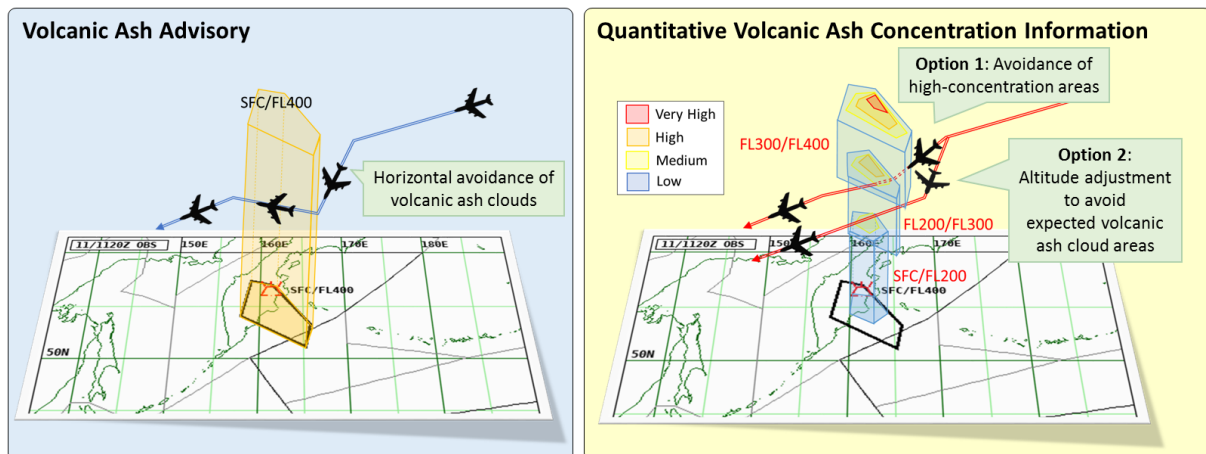 Volcanic Ash Advisory
SFC/FL400
Horizontal avoidance of
volcanic ash clouds
11/1120Z OBS
150E
160E
170E
180E
SFC/FL400
50N
Quantitative Volcanic Ash Concentration Information
Option 1: Avoidance of
high-concentration areas
Very High
High
Medium
Low
FL300/FL400
Option 2:
Altitude adjustment
to avoid
expected volcanic
ash cloud areas
FL200/FL300
11/1120Z OBS
150E
160E
170E
SFC/FL200
SFC/FL400
50N